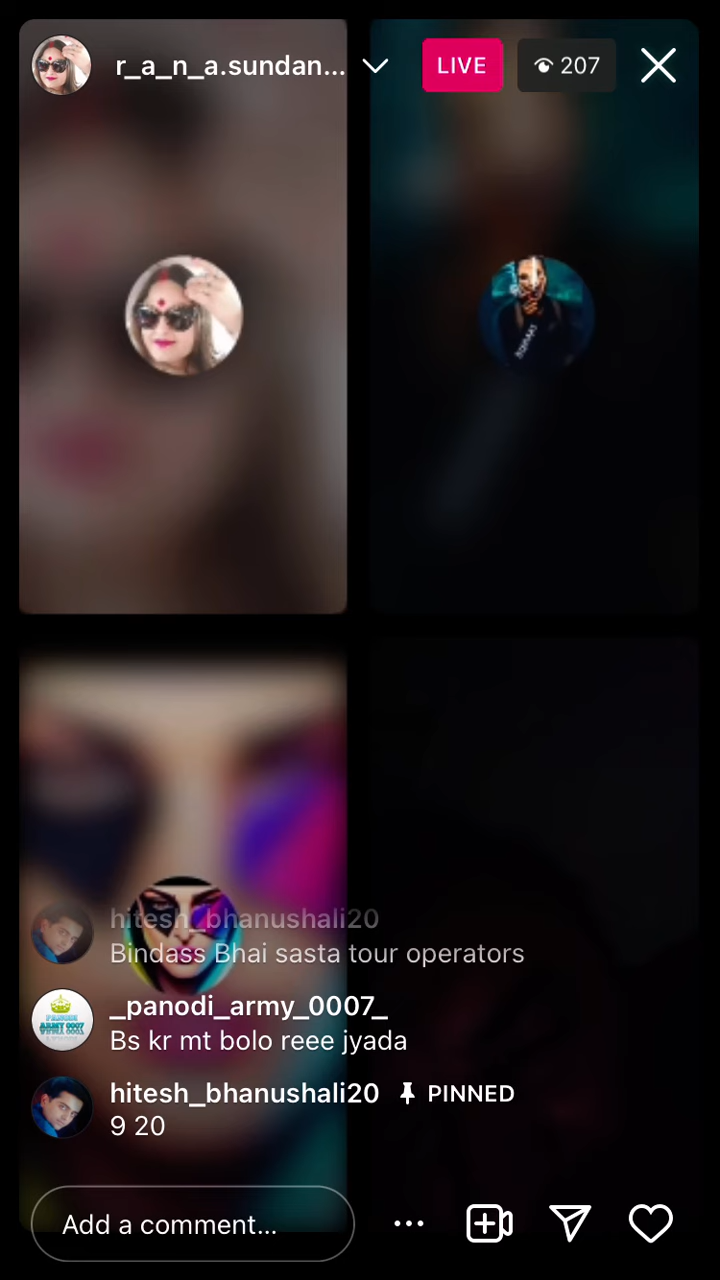 r_a_n_a.sundan...
LIVE
207
hitesh_bhanushali20
Bindass Bhai sasta tour operators
_panodi_army_0007_
Bs kr mt bolo reee jyada
hitesh_bhanushali20 PINNED
9 20
Add a comment...